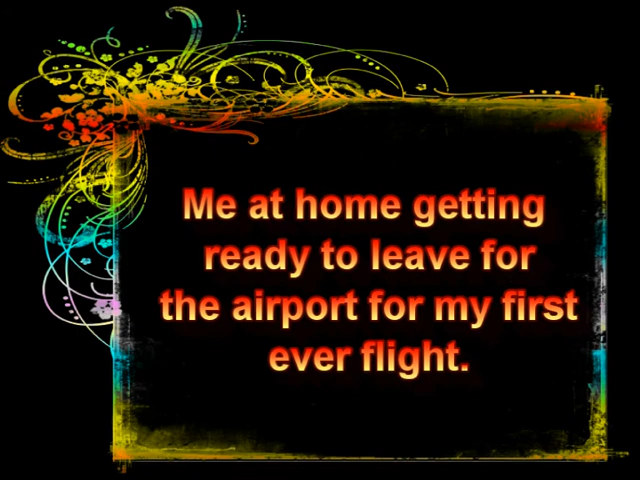 Me at home getting
ready to leave for
the airport for my first
ever flight.